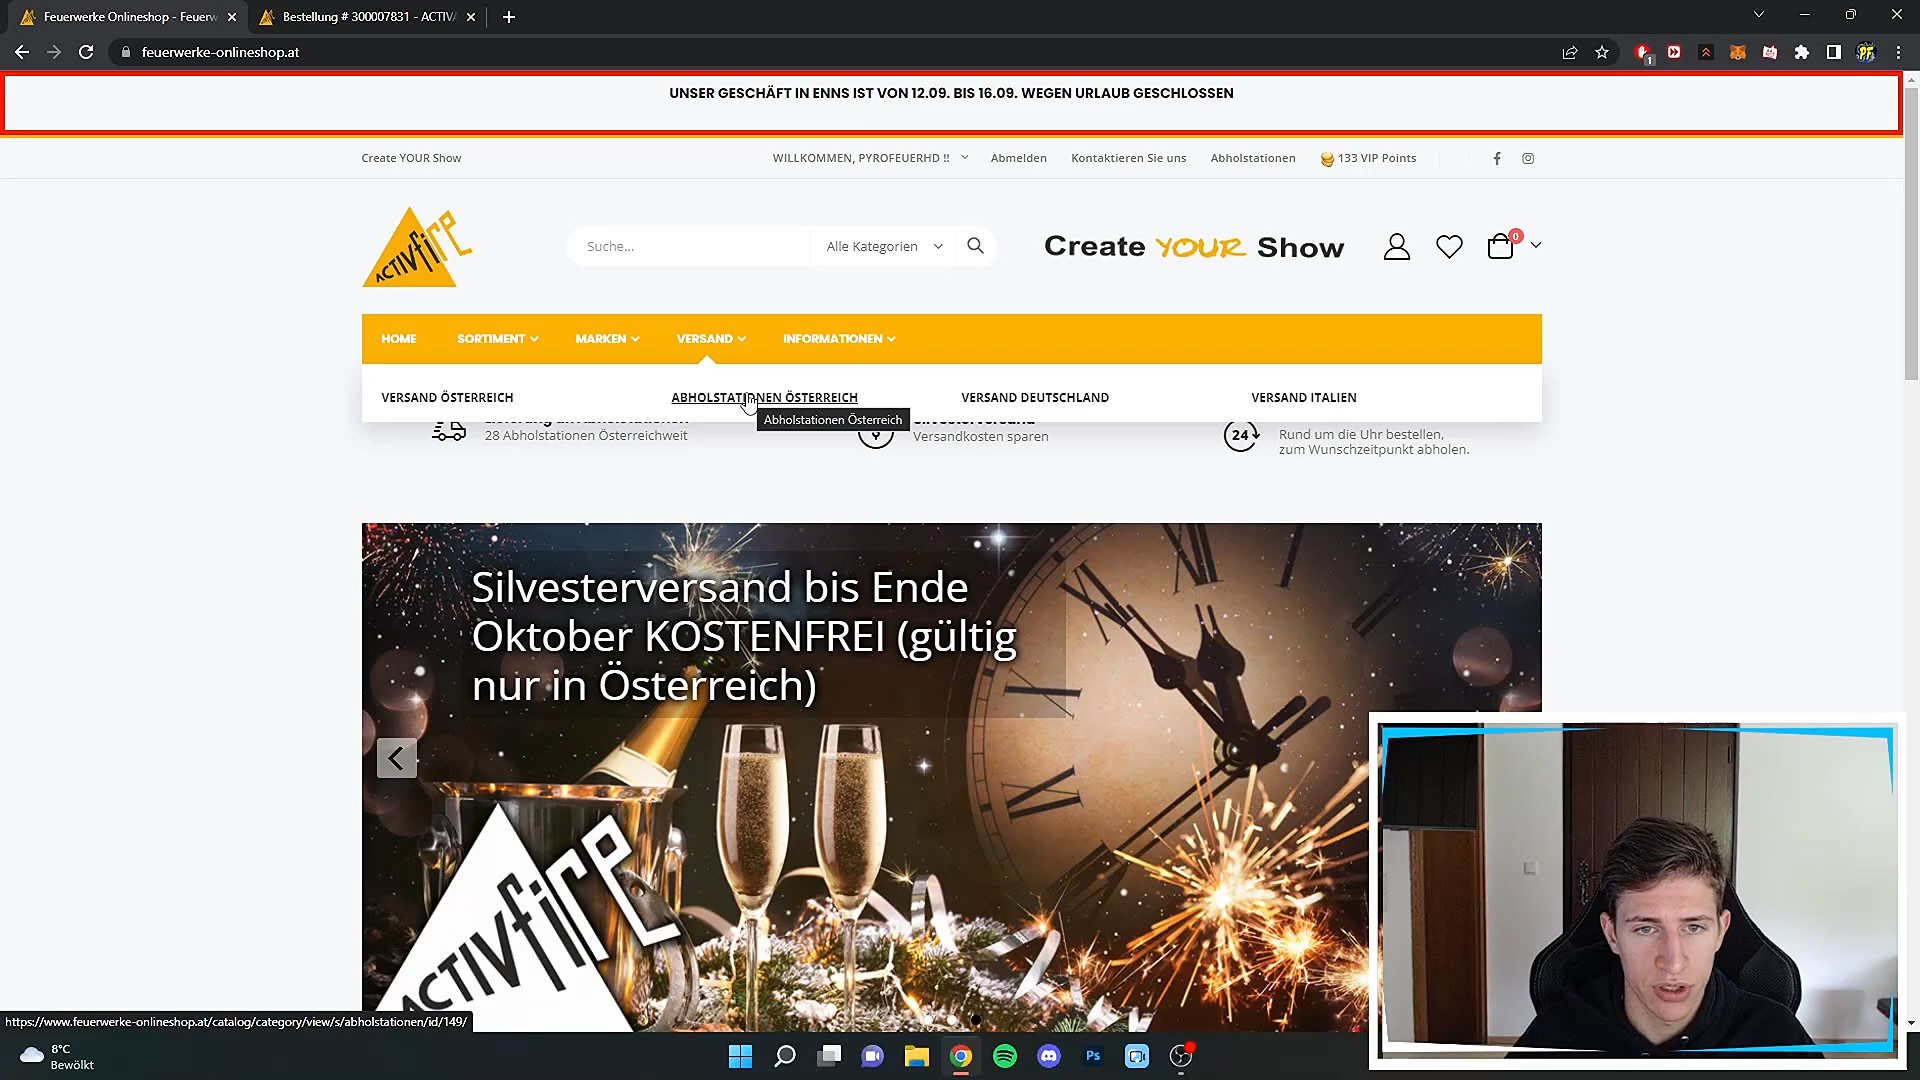 Feuerwerke Onlineshop - Feuerw
Bestellung # 300007831 - ACTIV
feuerwerke-onlineshop.at
1
UNSER GESCHÄFT IN ENNS IST VON 12.09. BIS 16.09. WEGEN URLAUB GESCHLOSSEN
Create YOUR Show
WILLKOMMEN, PYROFEUERHD !!
Abmelden
Kontaktieren Sie uns
Abholstationen
133 VIP Points
ACTIVfire
Suche...
Alle Kategorien
Create YOUR Show
0
HOME
SORTIMENT
MARKEN
VERSAND
INFORMATIONEN
VERSAND ÖSTERREICH
ABHOLSTATIONEN ÖSTERREICH
VERSAND DEUTSCHLAND
VERSAND ITALIEN
Abholstationen Österreich
28 Abholstationen Österreichweit
Versandkosten sparen
24
Rund um die Uhr bestellen,
zum Wunschzeitpunkt abholen.
Silvesterversand bis Ende
Oktober KOSTENFREI (gültig
nur in Österreich)
ACTIVfire
https://www.feuerwerke-onlineshop.at/catalog/category/view/s/abholstationen/id/149/
8°C
Bewölkt
Ps